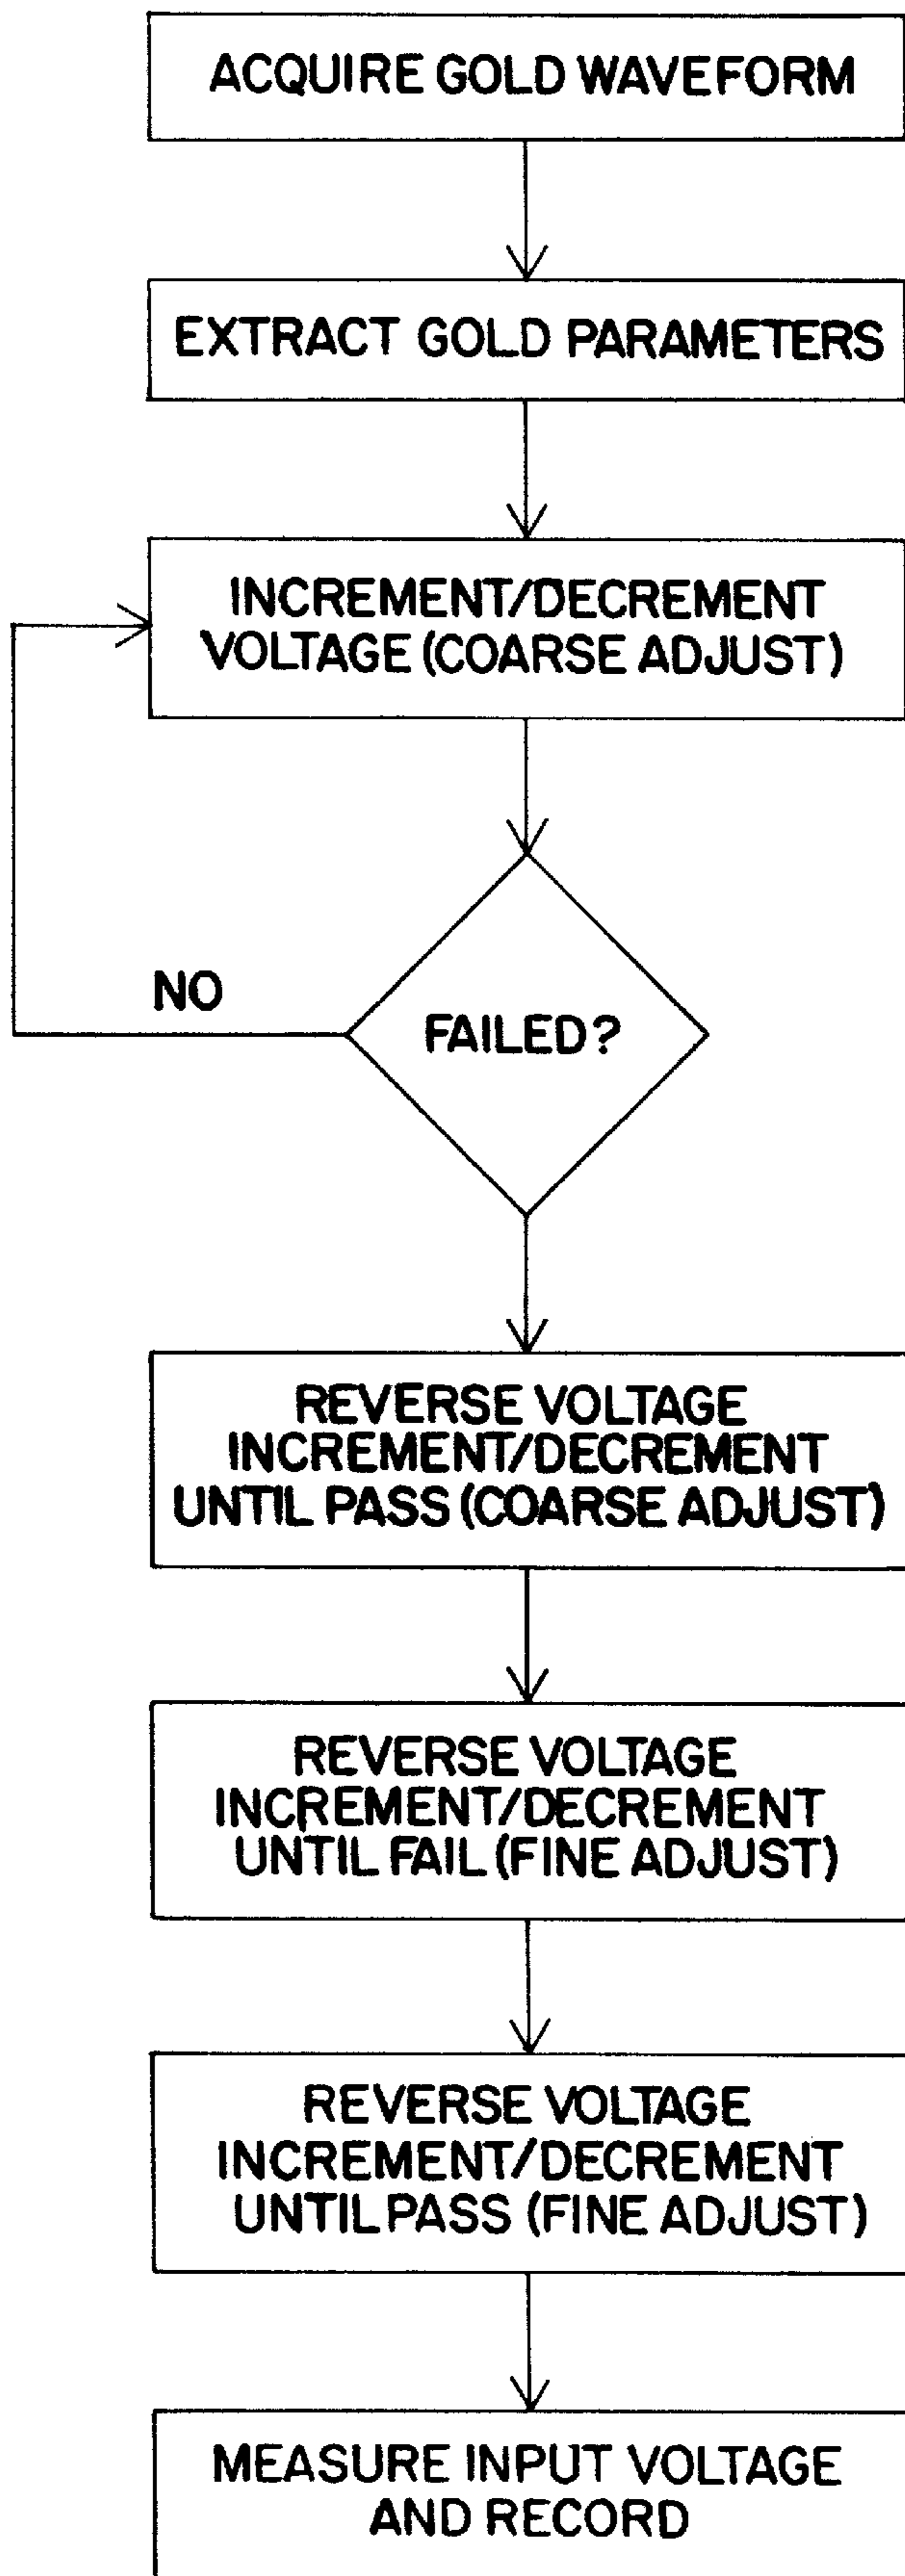 ACQUIRE GOLD WAVEFORM
EXTRACT GOLD PARAMETERS
INCREMENT/DECREMENT
VOLTAGE (COARSE ADJUST)
NO
FAILED?
REVERSE VOLTAGE
INCREMENT/DECREMENT
UNTIL PASS (COARSE ADJUST)
REVERSE VOLTAGE
INCREMENT/DECREMENT
UNTIL FAIL (FINE ADJUST)
REVERSE VOLTAGE
INCREMENT/DECREMENT
UNTIL PASS (FINE ADJUST)
MEASURE INPUT VOLTAGE
AND RECORD